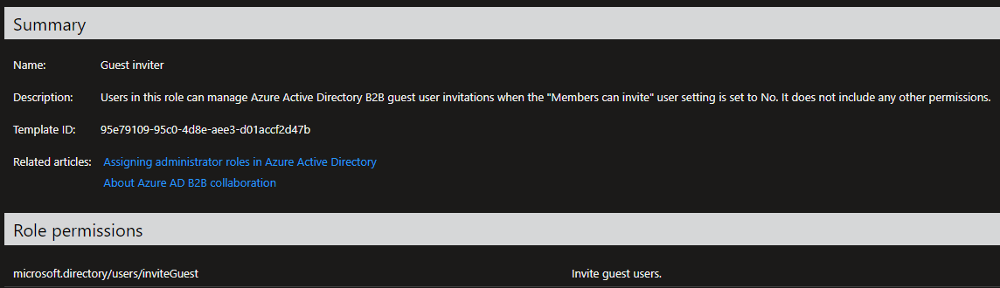 Summary
Name: Guest inviter
Description: Users in this role can manage Azure Active Directory B2B guest user invitations when the "Members can invite" user setting is set to No. It does not include any other permissions.
Template ID: 95e79109-95c0-4d8e-aee3-d01accf2d47b
Related articles: Assigning administrator roles in Azure Active Directory
About Azure AD B2B collaboration
Role permissions
microsoft.directory/users/inviteGuest Invite guest users.